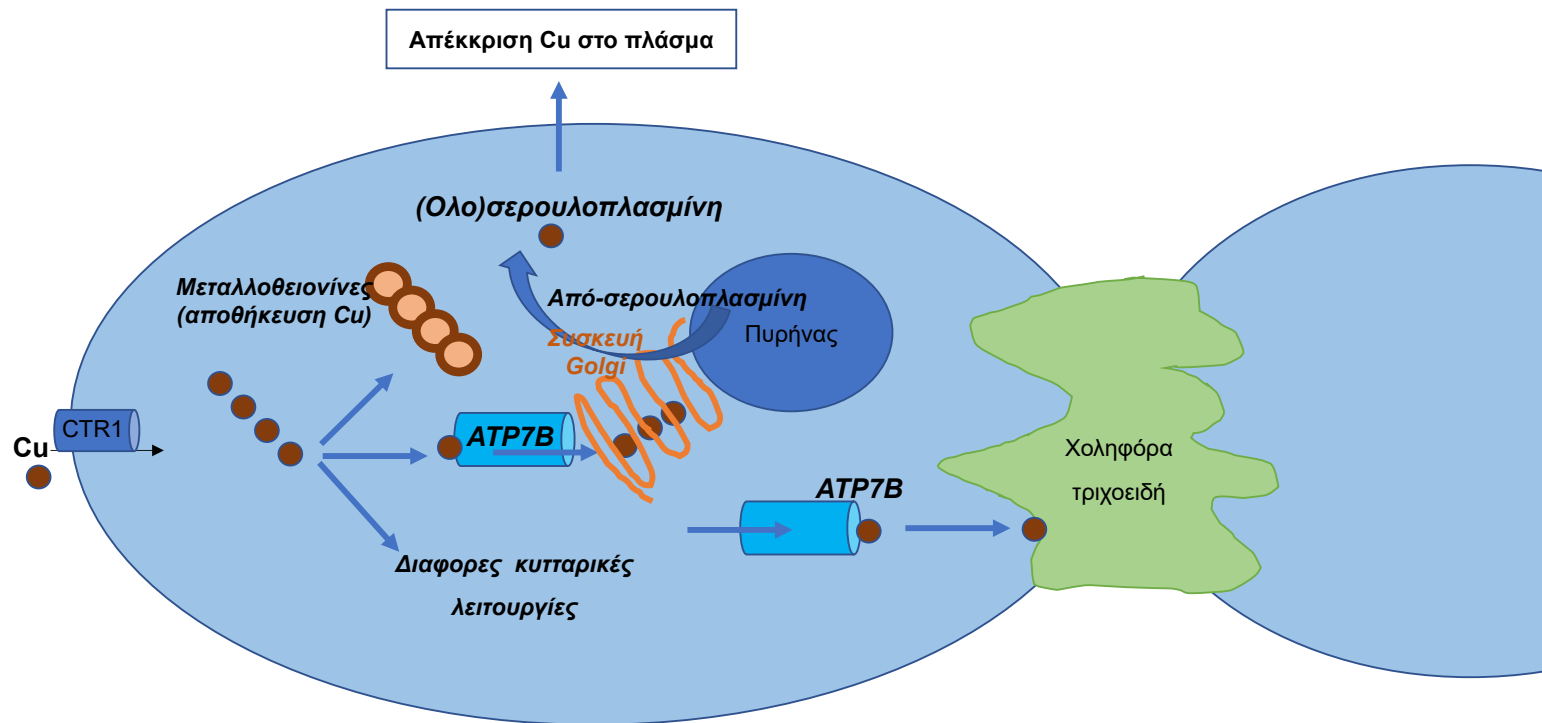 Απέκκριση Cu στο πλάσμα
(Ολο)σερουλοπλασμίνη
Μεταλλοθειονίνες
(αποθήκευση Cu)
Από-σερουλοπλασμίνη
Πυρήνας
Συσκευή
Golgi
CTR1
Cu
ATP7B
ATP7B
Χοληφόρα
τριχοειδή
Διαφορες κυτταρικές
λειτουργίες